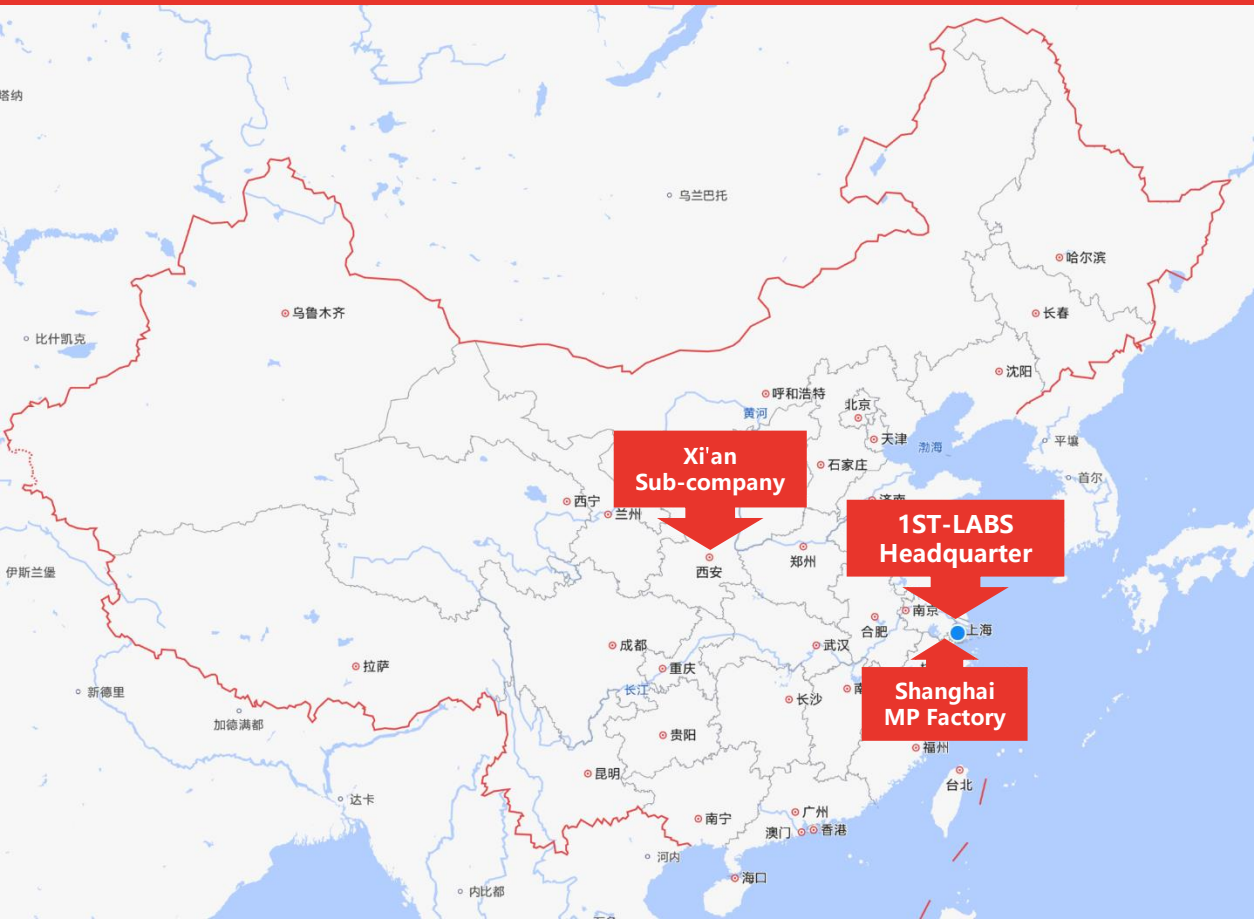 塔纳
乌兰巴托
哈尔滨
乌鲁木齐
长春
比什凯克
沈阳
呼和浩特
北京
黄河
天津
渤海
平壤
Xi'an
Sub-company
石家庄
首尔
西宁
济南
兰州
1ST-LABS
Headquarter
郑州
西安
伊斯兰堡
南京
合肥
上海
成都
武汉
拉萨
重庆
长江
新德里
Shanghai
MP Factory
长沙
加德满都
贵阳
福州
昆明
台北
达卡
南宁
广州
澳门
香港
河内
海口
内比都